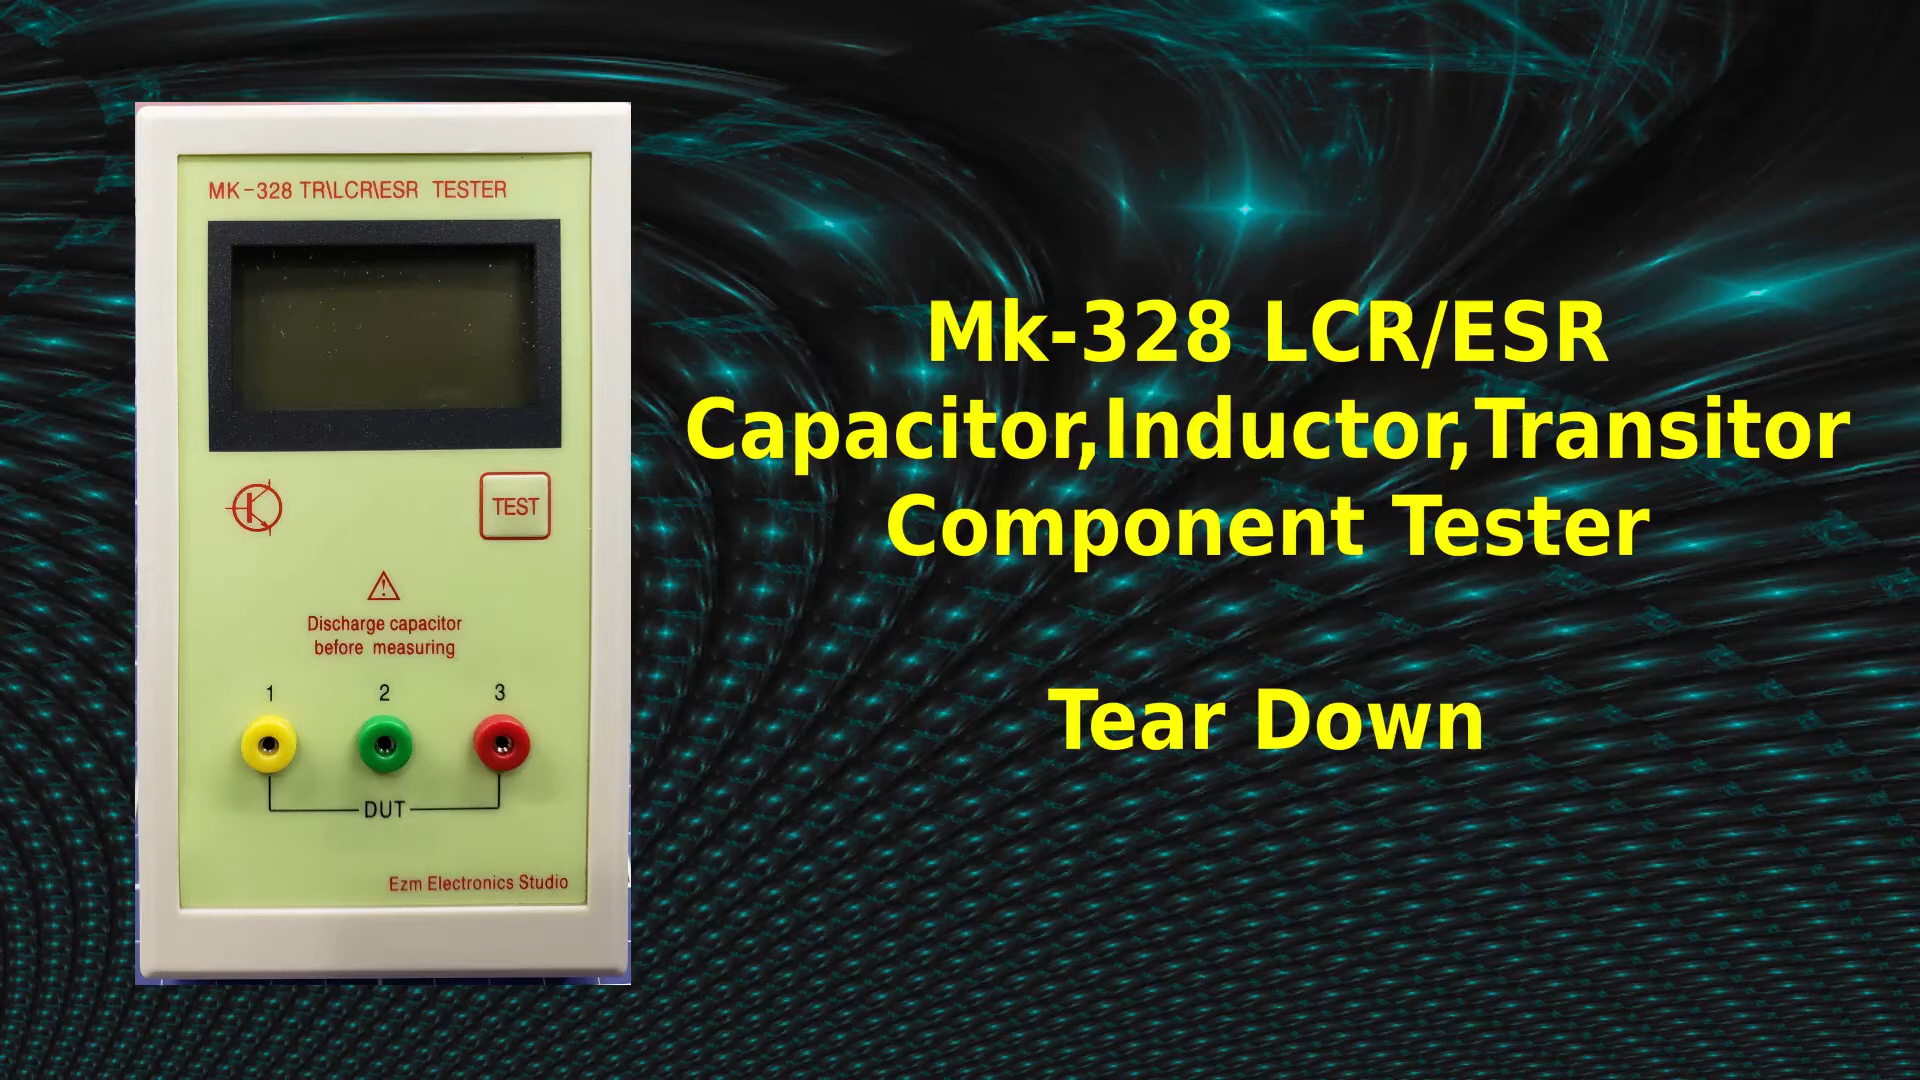 MK-328 TR\LCR\ESR TESTER
TEST
Discharge capacitor
before measuring
1 2 3
DUT
Ezm Electronics Studio
Mk-328 LCR/ESR
Capacitor,Inductor,Transitor
Component Tester
Tear Down